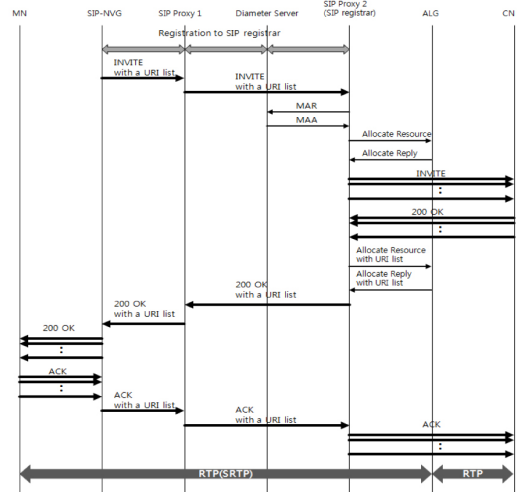 MN SIP-NVG SIP Proxy 1 Diameter Server SIP Proxy 2 ALG CN
(SIP registrar)
Registration to SIP registrar
INVITE
with a URI list
INVITE
with a URI list
MAR
MAA
Allocate Resource
Allocate Reply
INVITE
:
200 OK
:
Allocate Resource
with URI list
Allocate Reply
with URI list
200 OK
with a URI list
200 OK
with a URI list
200 OK
:
ACK
:
ACK
with a URI list
ACK
with a URI list
ACK
:
RTP(SRTP) RTP